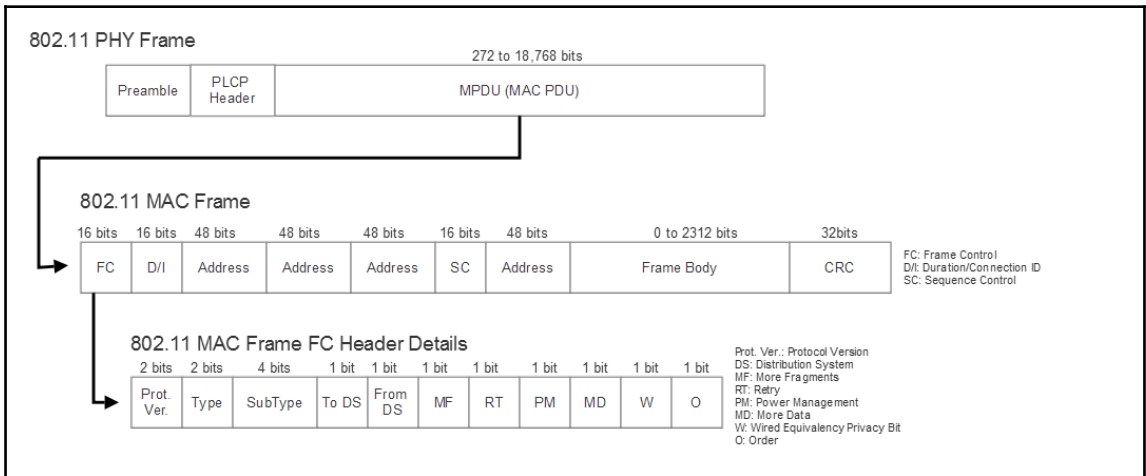 802.11 PHY Frame
272 to 18,768 bits
Preamble
PLCP
Header
MPDU (MAC PDU)
802.11 MAC Frame
16 bits 16 bits 48 bits 48 bits 48 bits 16 bits 48 bits 0 to 2312 bits 32bits
FC D/I Address Address Address SC Address Frame Body CRC
FC: Frame Control
D/I: Duration/Connection ID
SC: Sequence Control
802.11 MAC Frame FC Header Details
2 bits 2 bits 4 bits 1 bit 1 bit 1 bit 1 bit 1 bit 1 bit 1 bit 1 bit
Prot.
Ver.
Type SubType To DS
From
DS
MF RT PM MD W O
Prot. Ver.: Protocol Version
DS: Distribution System
MF: More Fragments
RT: Retry
PM: Power Management
MD: More Data
W: Wired Equivalency Privacy Bit
O: Order